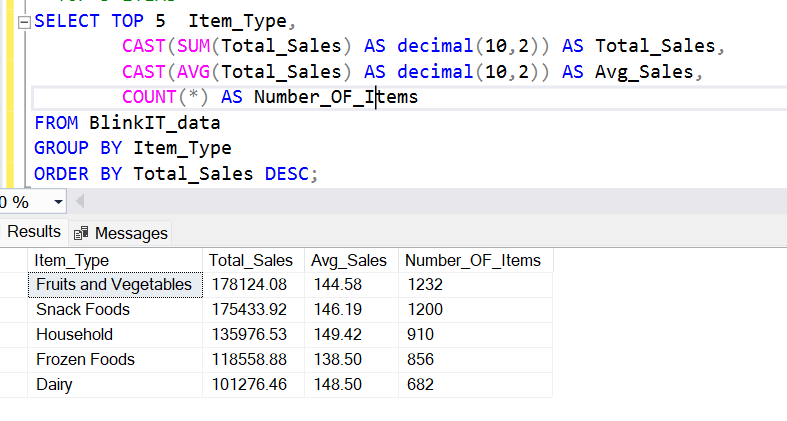 SELECT TOP 5  Item_Type,
CAST(SUM(Total_Sales) AS decimal(10,2)) AS Total_Sales,
CAST(AVG(Total_Sales) AS decimal(10,2)) AS Avg_Sales,
COUNT(*) AS Number_OF_Items
FROM BlinkIT_data
GROUP BY Item_Type
ORDER BY Total_Sales DESC;
0 %
Results Messages
Item_Type Total_Sales Avg_Sales Number_OF_Items
Fruits and Vegetables 178124.08 144.58 1232
Snack Foods 175433.92 146.19 1200
Household 135976.53 149.42 910
Frozen Foods 118558.88 138.50 856
Dairy 101276.46 148.50 682